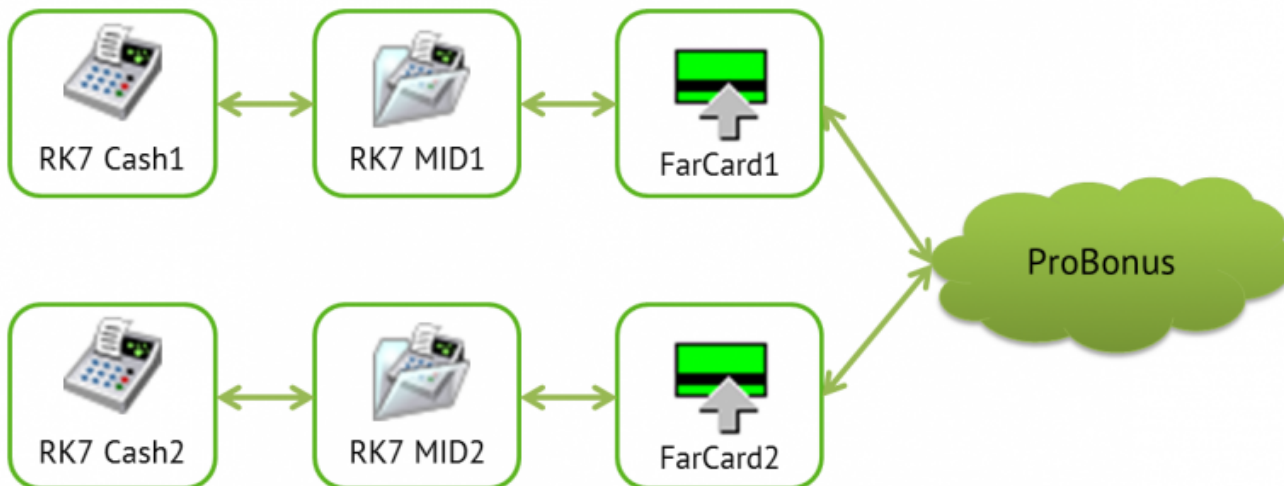 RK7 Cash1
RK7 MID1
FarCard1
ProBonus
RK7 Cash2
RK7 MID2
FarCard2